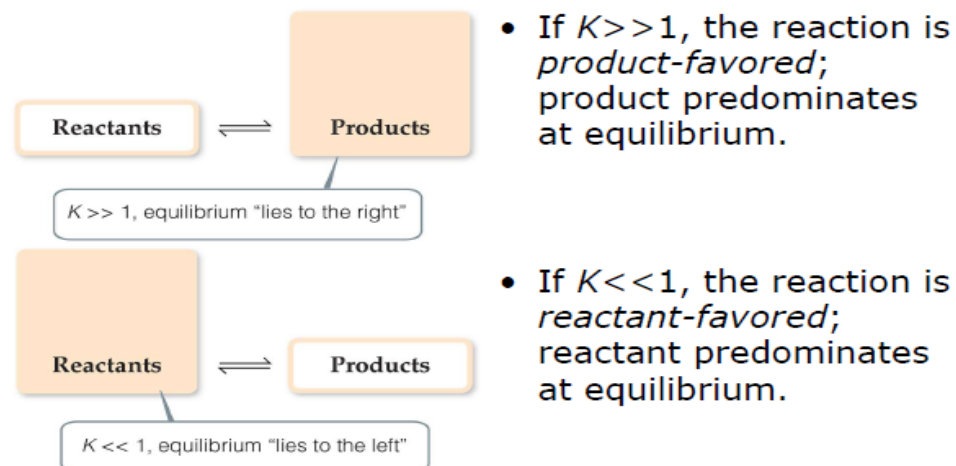 Reactants ⇌ Products
K >> 1, equilibrium “lies to the right”
• If K>>1, the reaction is
product-favored;
product predominates
at equilibrium.
Reactants ⇌ Products
K << 1, equilibrium “lies to the left”
• If K<<1, the reaction is
reactant-favored;
reactant predominates
at equilibrium.